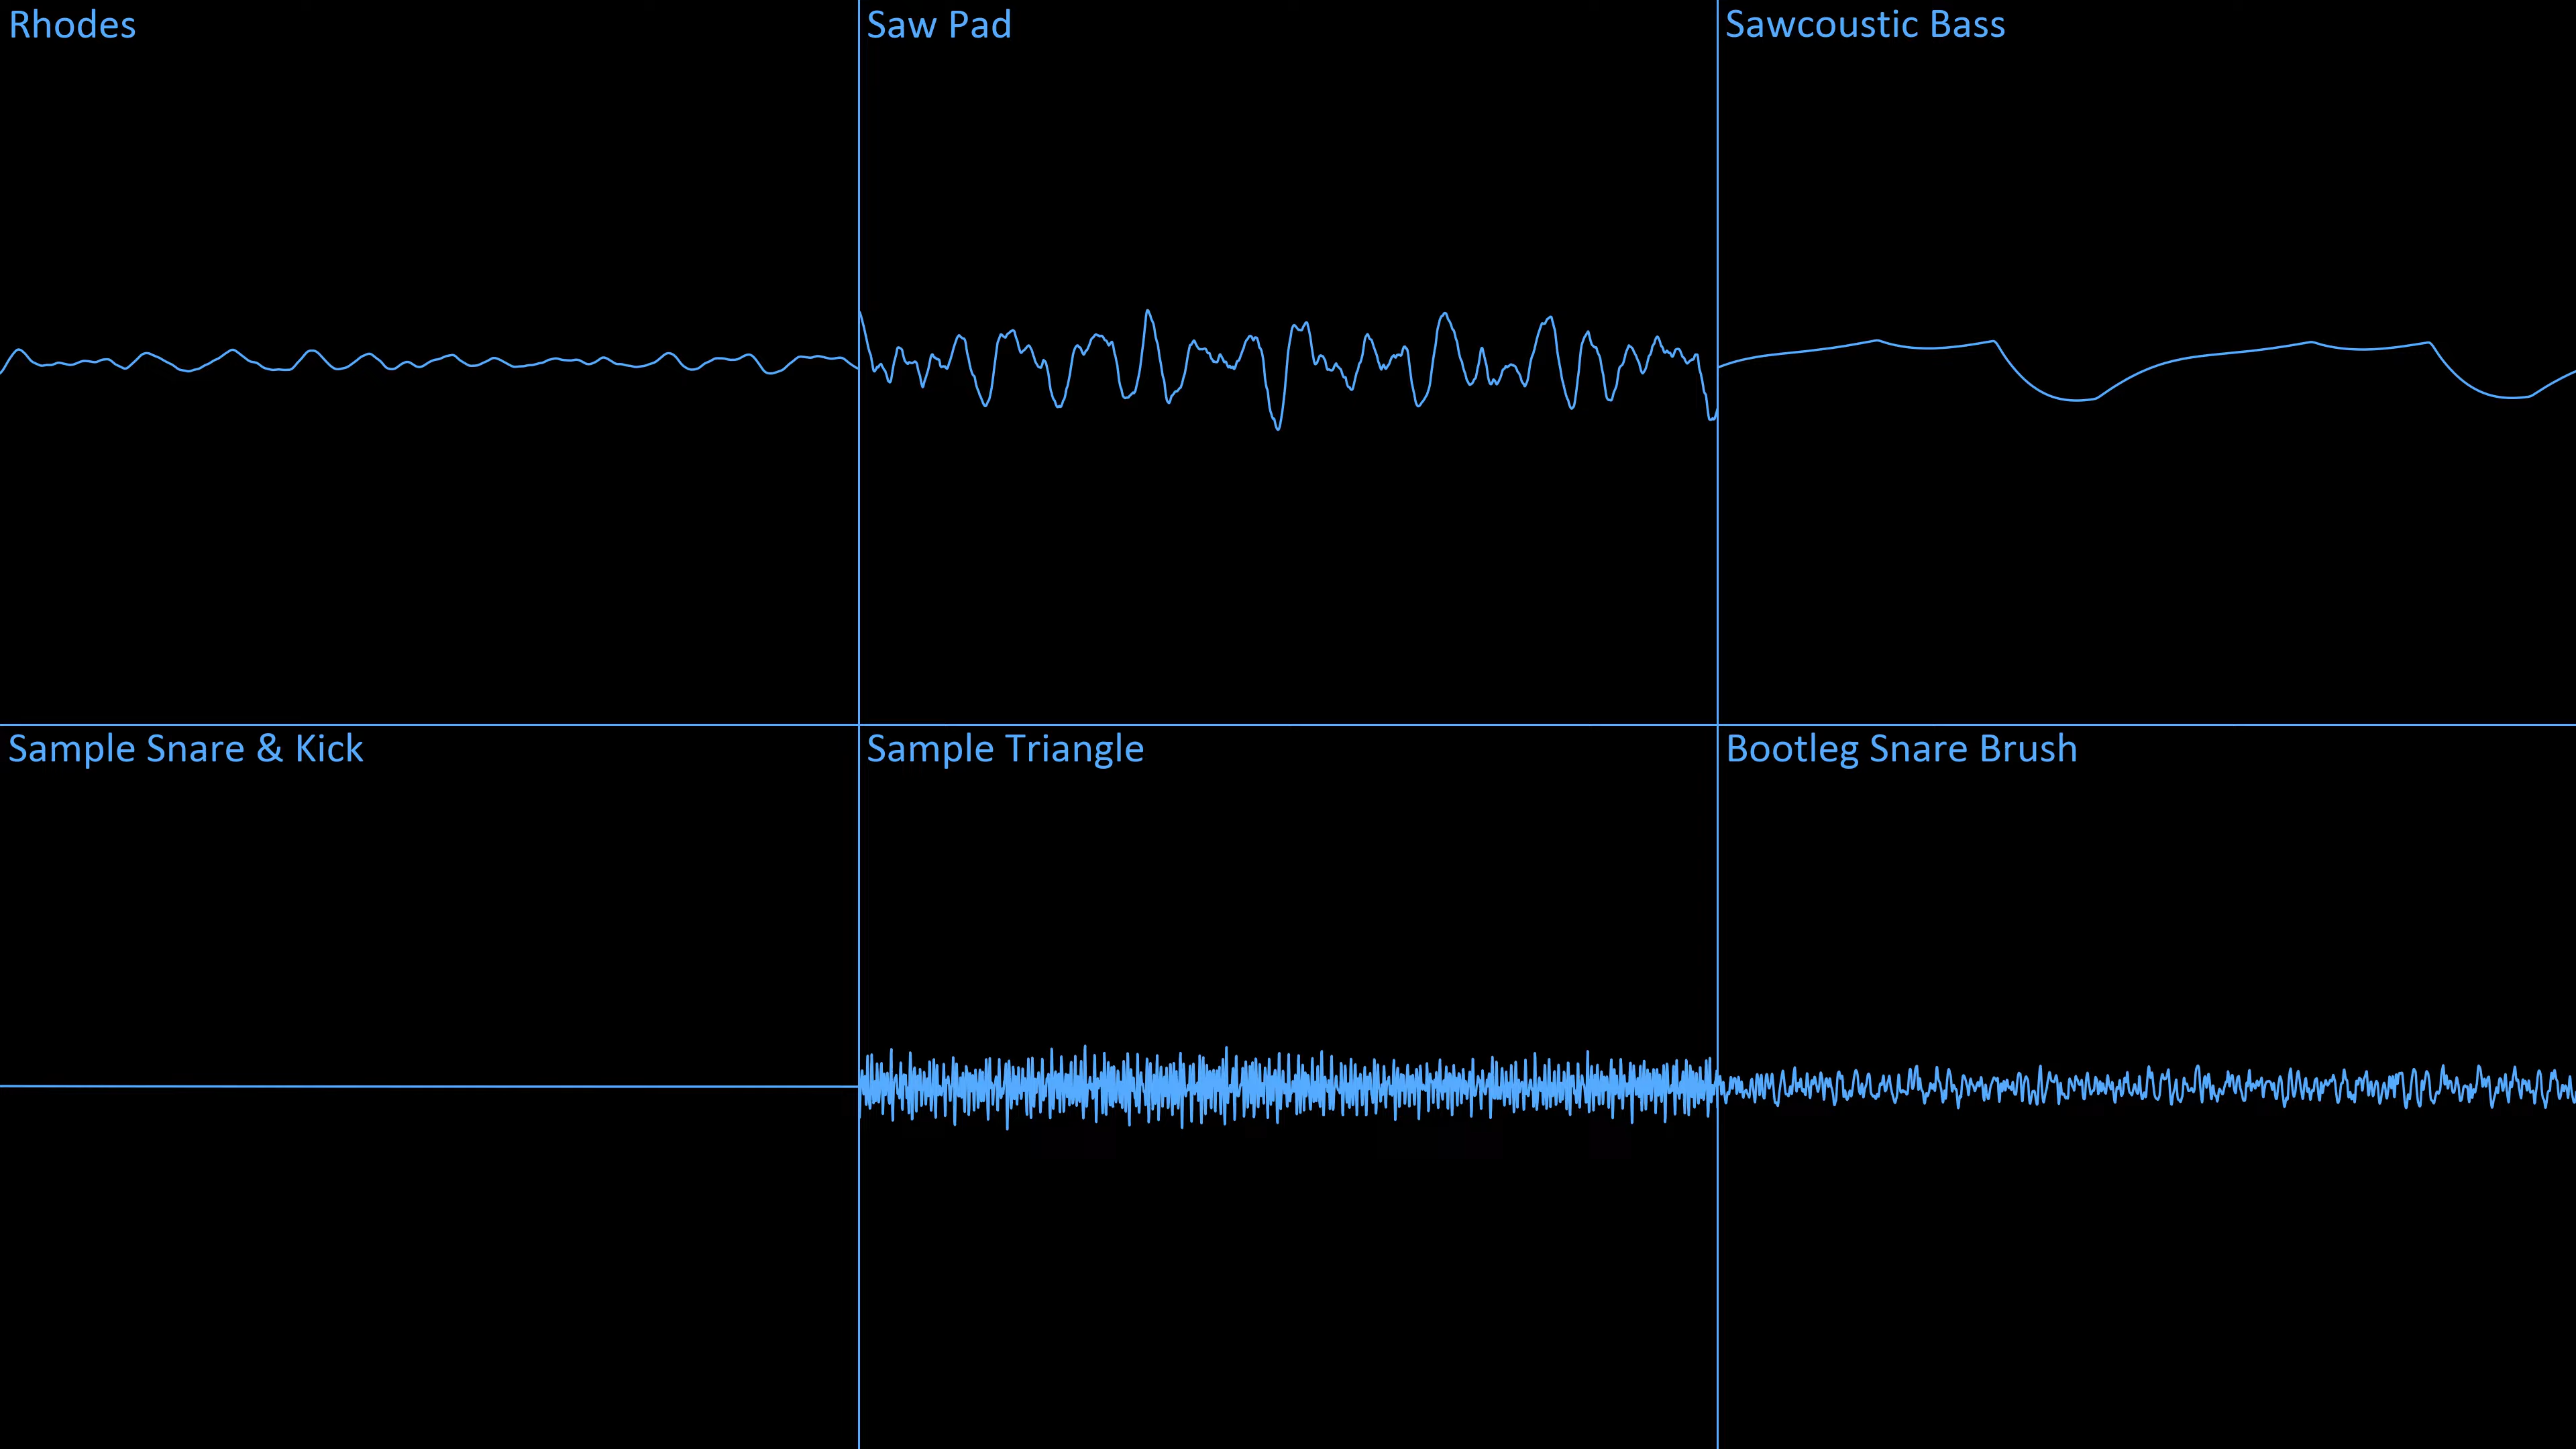 Rhodes
Saw Pad
Sawcoustic Bass
Sample Snare & Kick
Sample Triangle
Bootleg Snare Brush